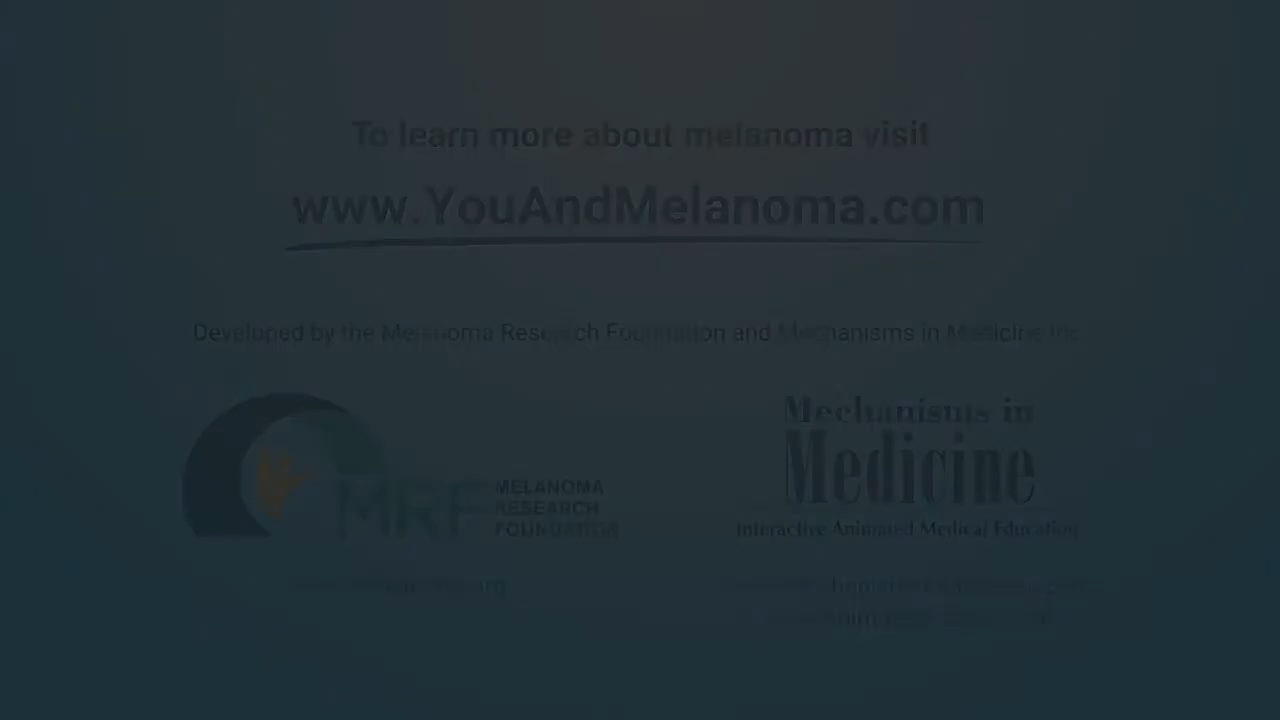 To learn more about melanoma visit
www.YouAndMelanoma.com
Developed by the Melanoma Research Foundation and Mechanisms in Medicine Inc.
MRF
MELANOMA
RESEARCH
FOUNDATION
Mechanisms in
Medicine
Interactive Animated Medical Education